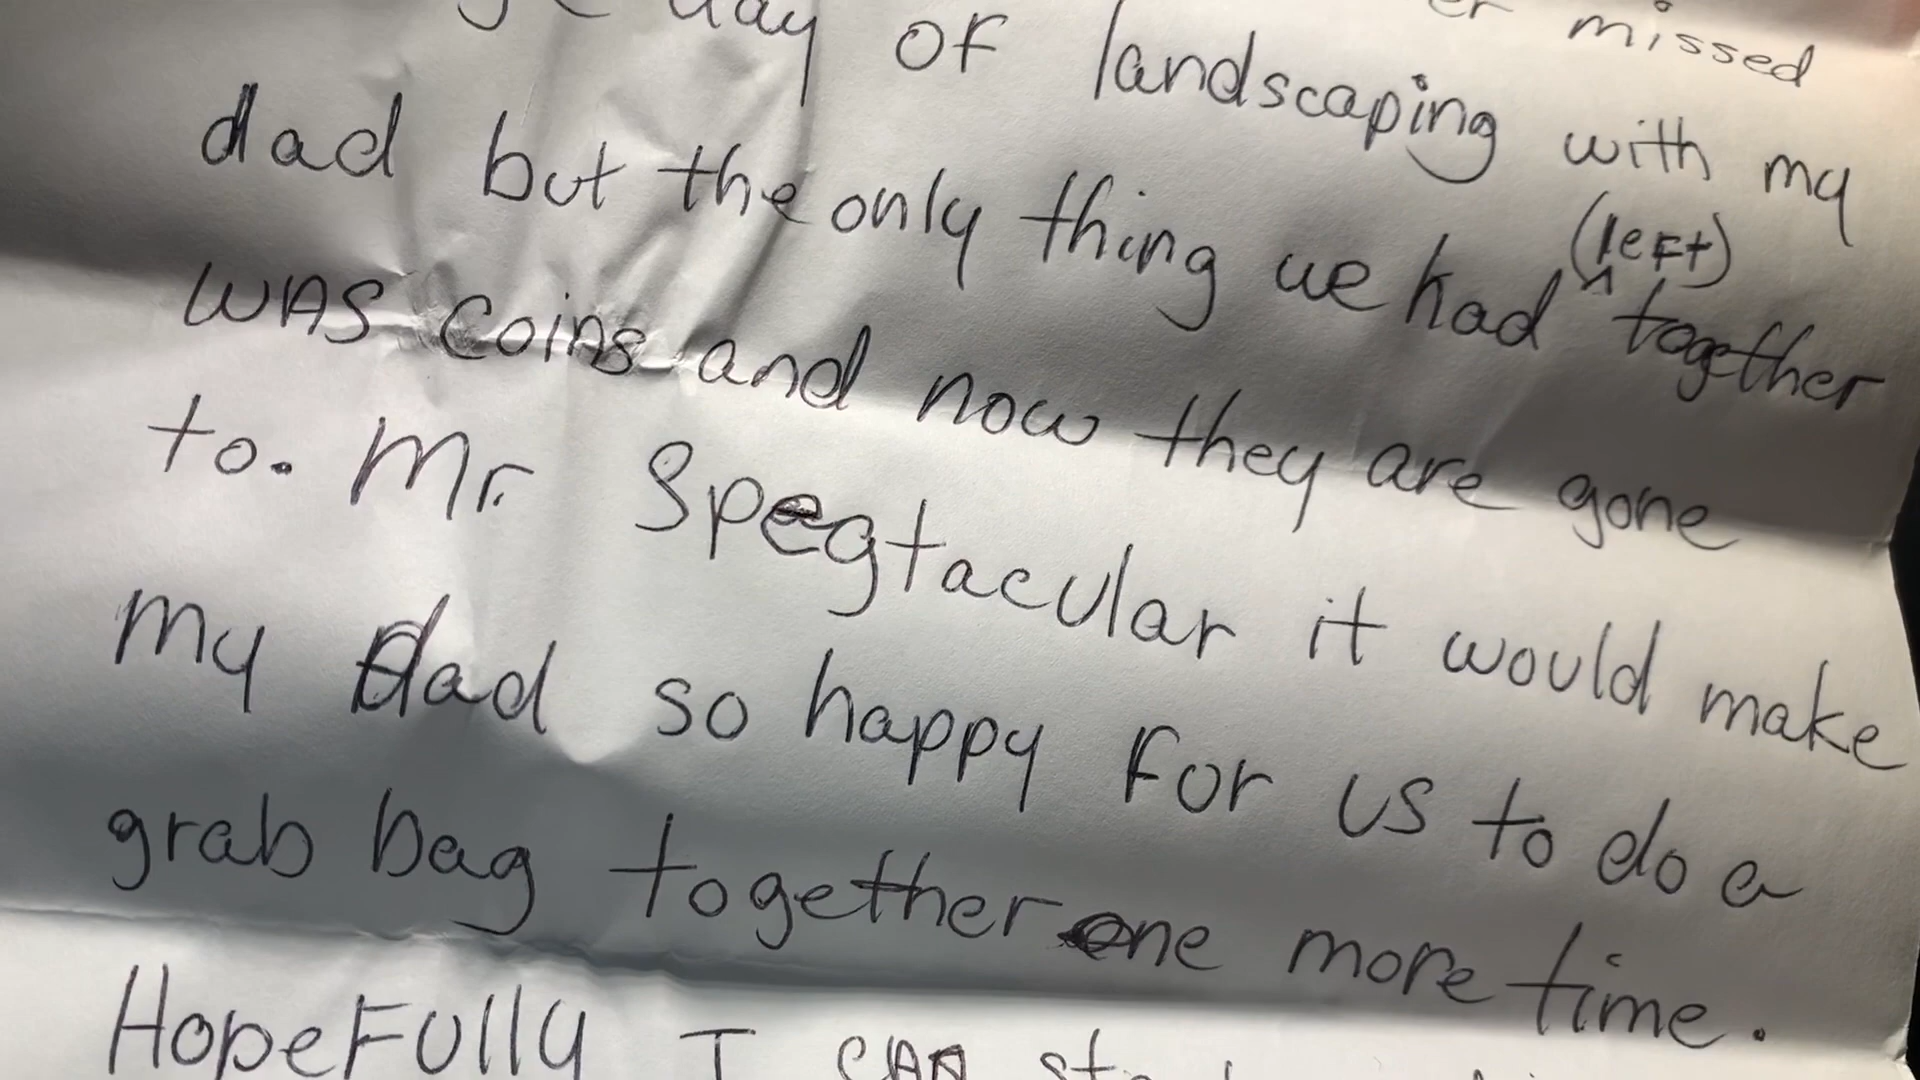 missed
day of landscaping with my
dad but the only thing we had (left) together
WAS coins and now they are gone
to. Mr. Spegtacular it would make
my dad so happy for us to do a
grab bag together one more time.
HopeFully I CAN